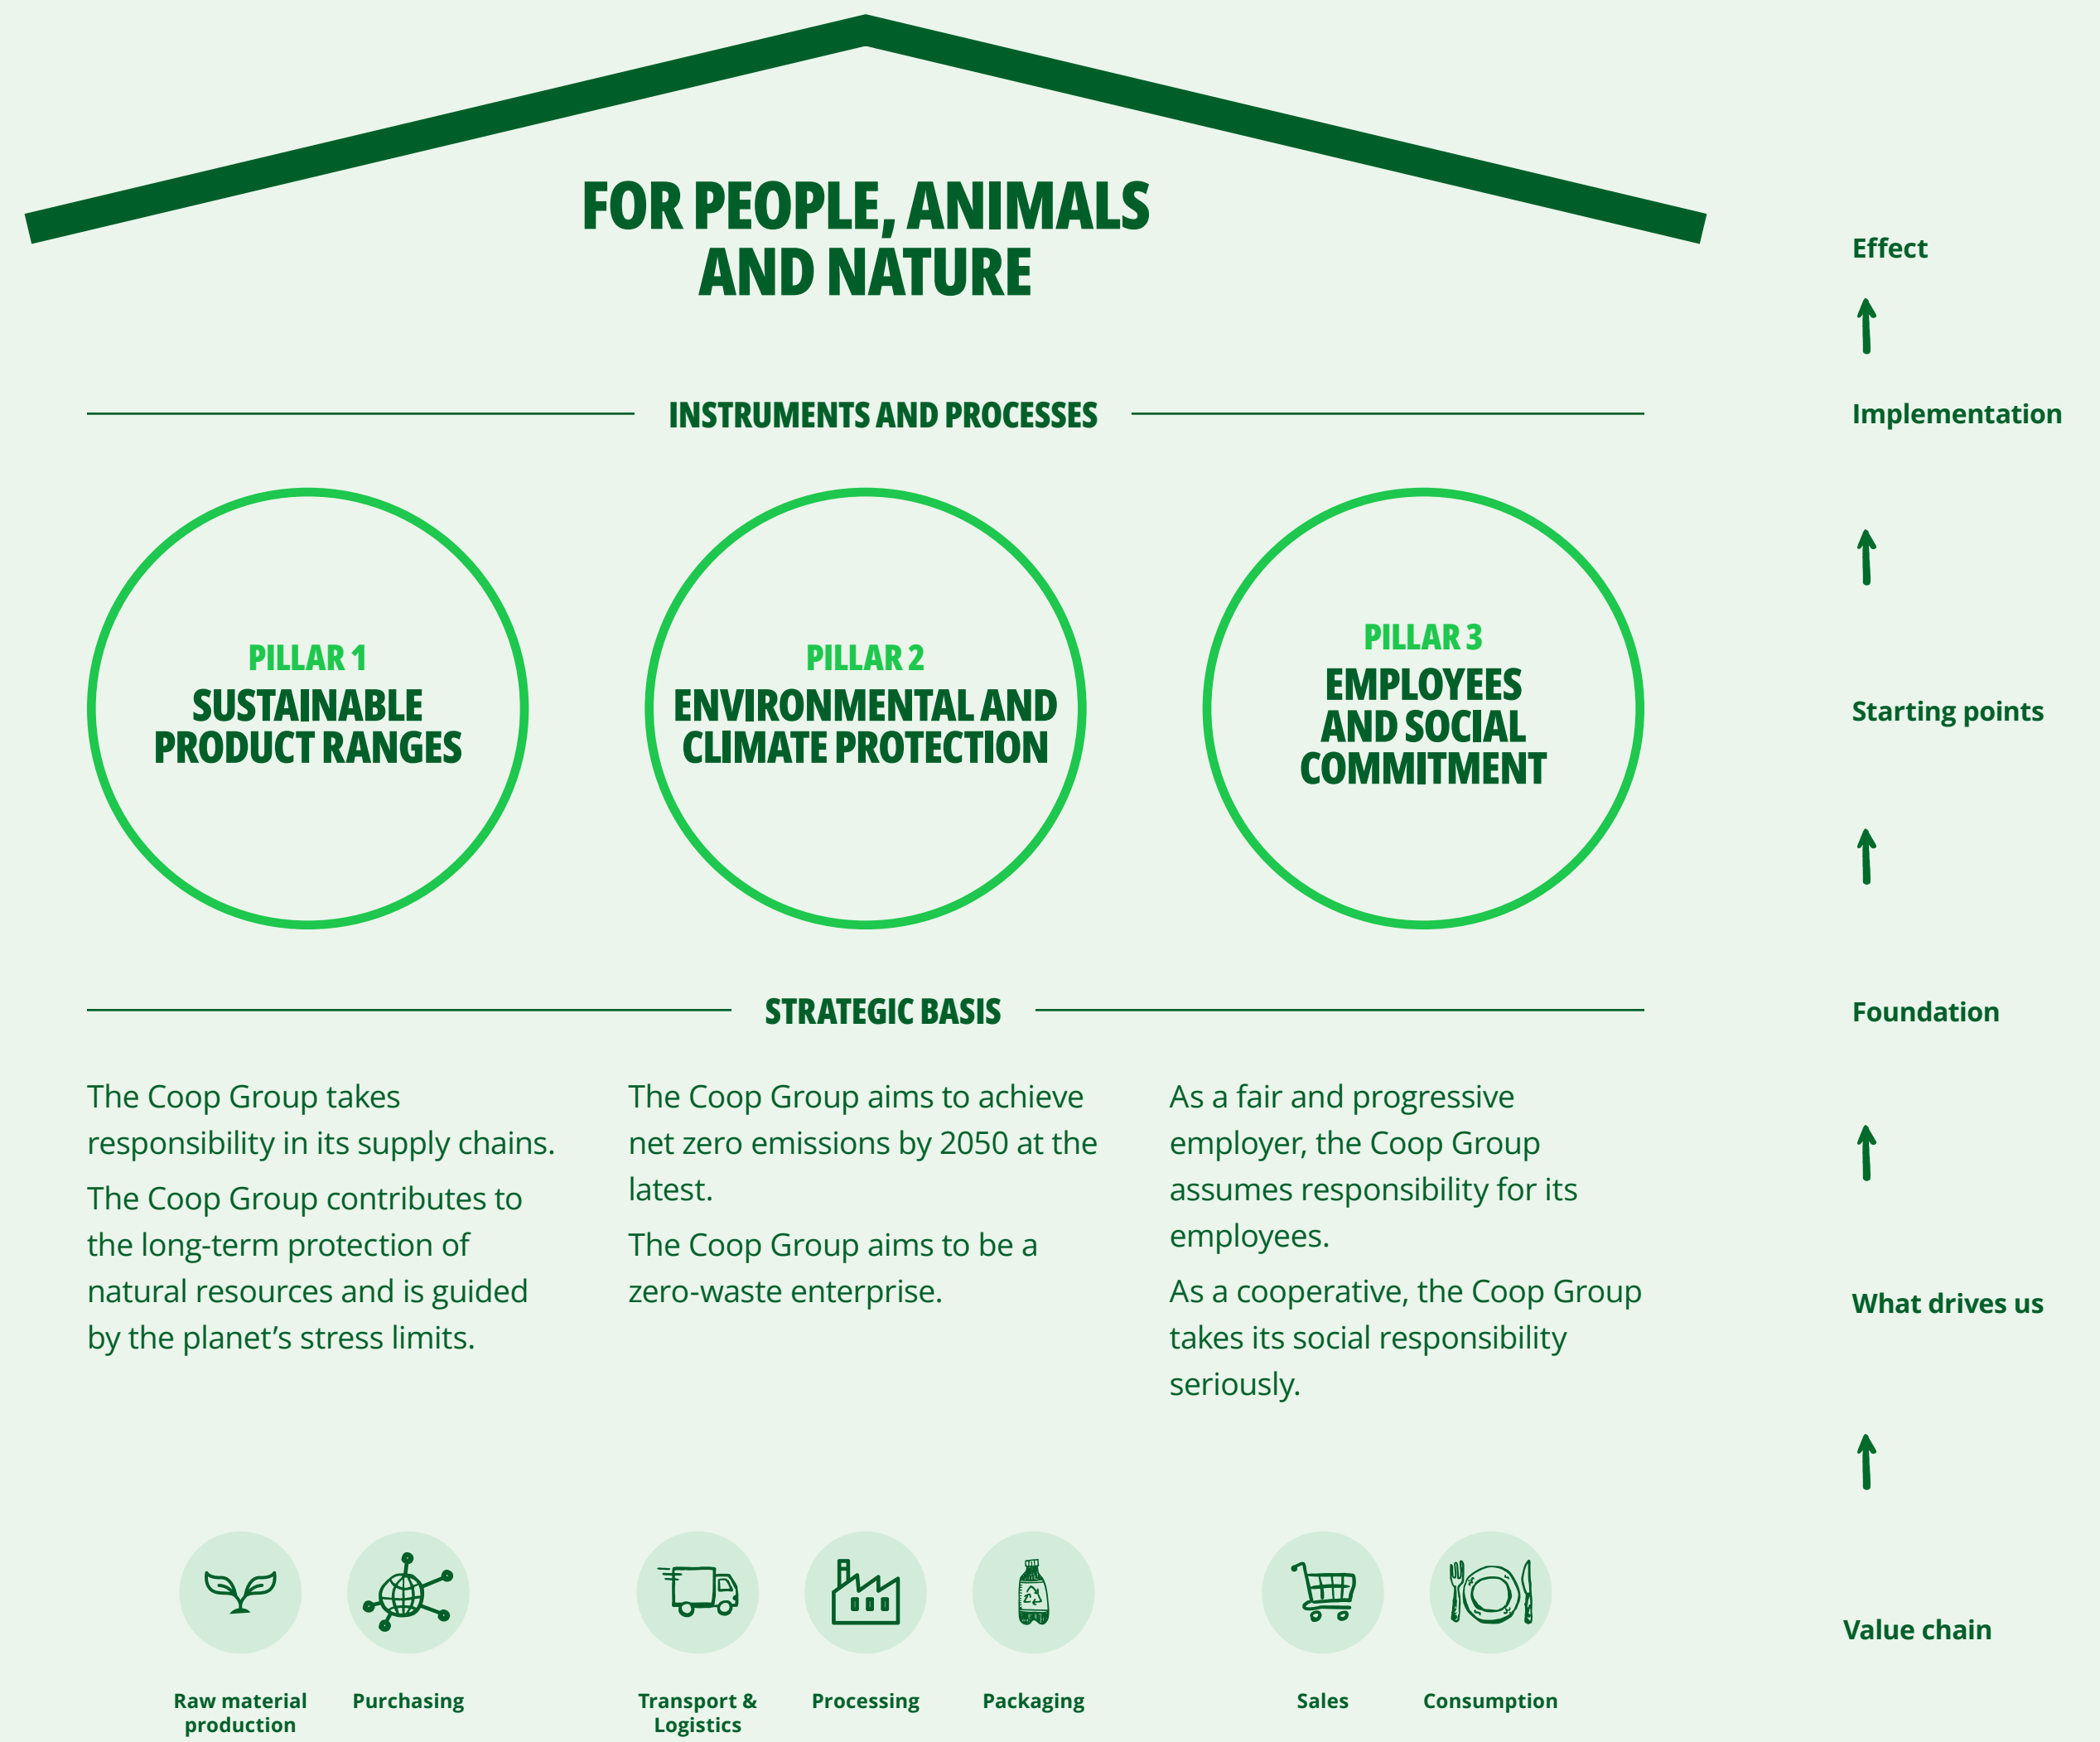 FOR PEOPLE, ANIMALS
AND NATURE
Effect
INSTRUMENTS AND PROCESSES
Implementation
PILLAR 1
SUSTAINABLE
PRODUCT RANGES
PILLAR 2
ENVIRONMENTAL AND
CLIMATE PROTECTION
PILLAR 3
EMPLOYEES
AND SOCIAL
COMMITMENT
Starting points
STRATEGIC BASIS
Foundation
The Coop Group takes
responsibility in its supply chains.
The Coop Group contributes to
the long-term protection of
natural resources and is guided
by the planet’s stress limits.
The Coop Group aims to achieve
net zero emissions by 2050 at the
latest.
The Coop Group aims to be a
zero-waste enterprise.
As a fair and progressive
employer, the Coop Group
assumes responsibility for its
employees.
As a cooperative, the Coop Group
takes its social responsibility
seriously.
What drives us
Raw material
production
Purchasing
Transport &
Logistics
Processing
Packaging
Sales
Consumption
Value chain